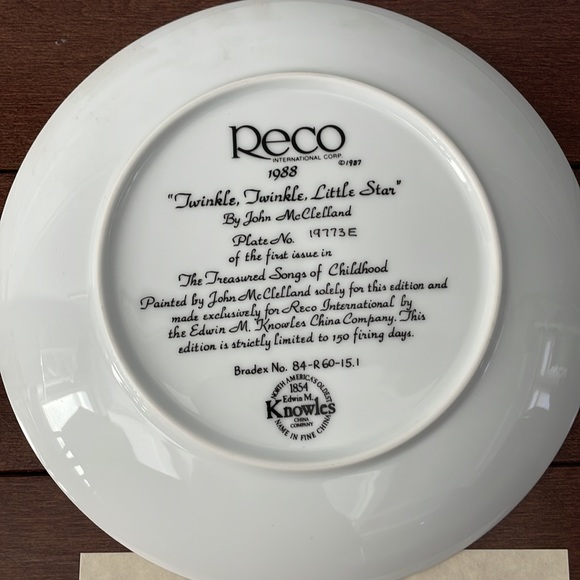 Reco
INTERNATIONAL CORP.
©1987
1988
"Twinkle, Twinkle, Little Star"
By John McClelland
Plate No. 19773E
of the first issue in
The Treasured Songs of Childhood
Painted by John McClelland solely for this edition and
made exclusively for Reco International by
the Edwin M. Knowles China Company. This
edition is strictly limited to 150 firing days.
Bradex No. 84-R60-15.1
NORTH AMERICA'S OLDEST
1854
Edwin M.
Knowles
CHINA
COMPANY
NAME IN FINE CHINA